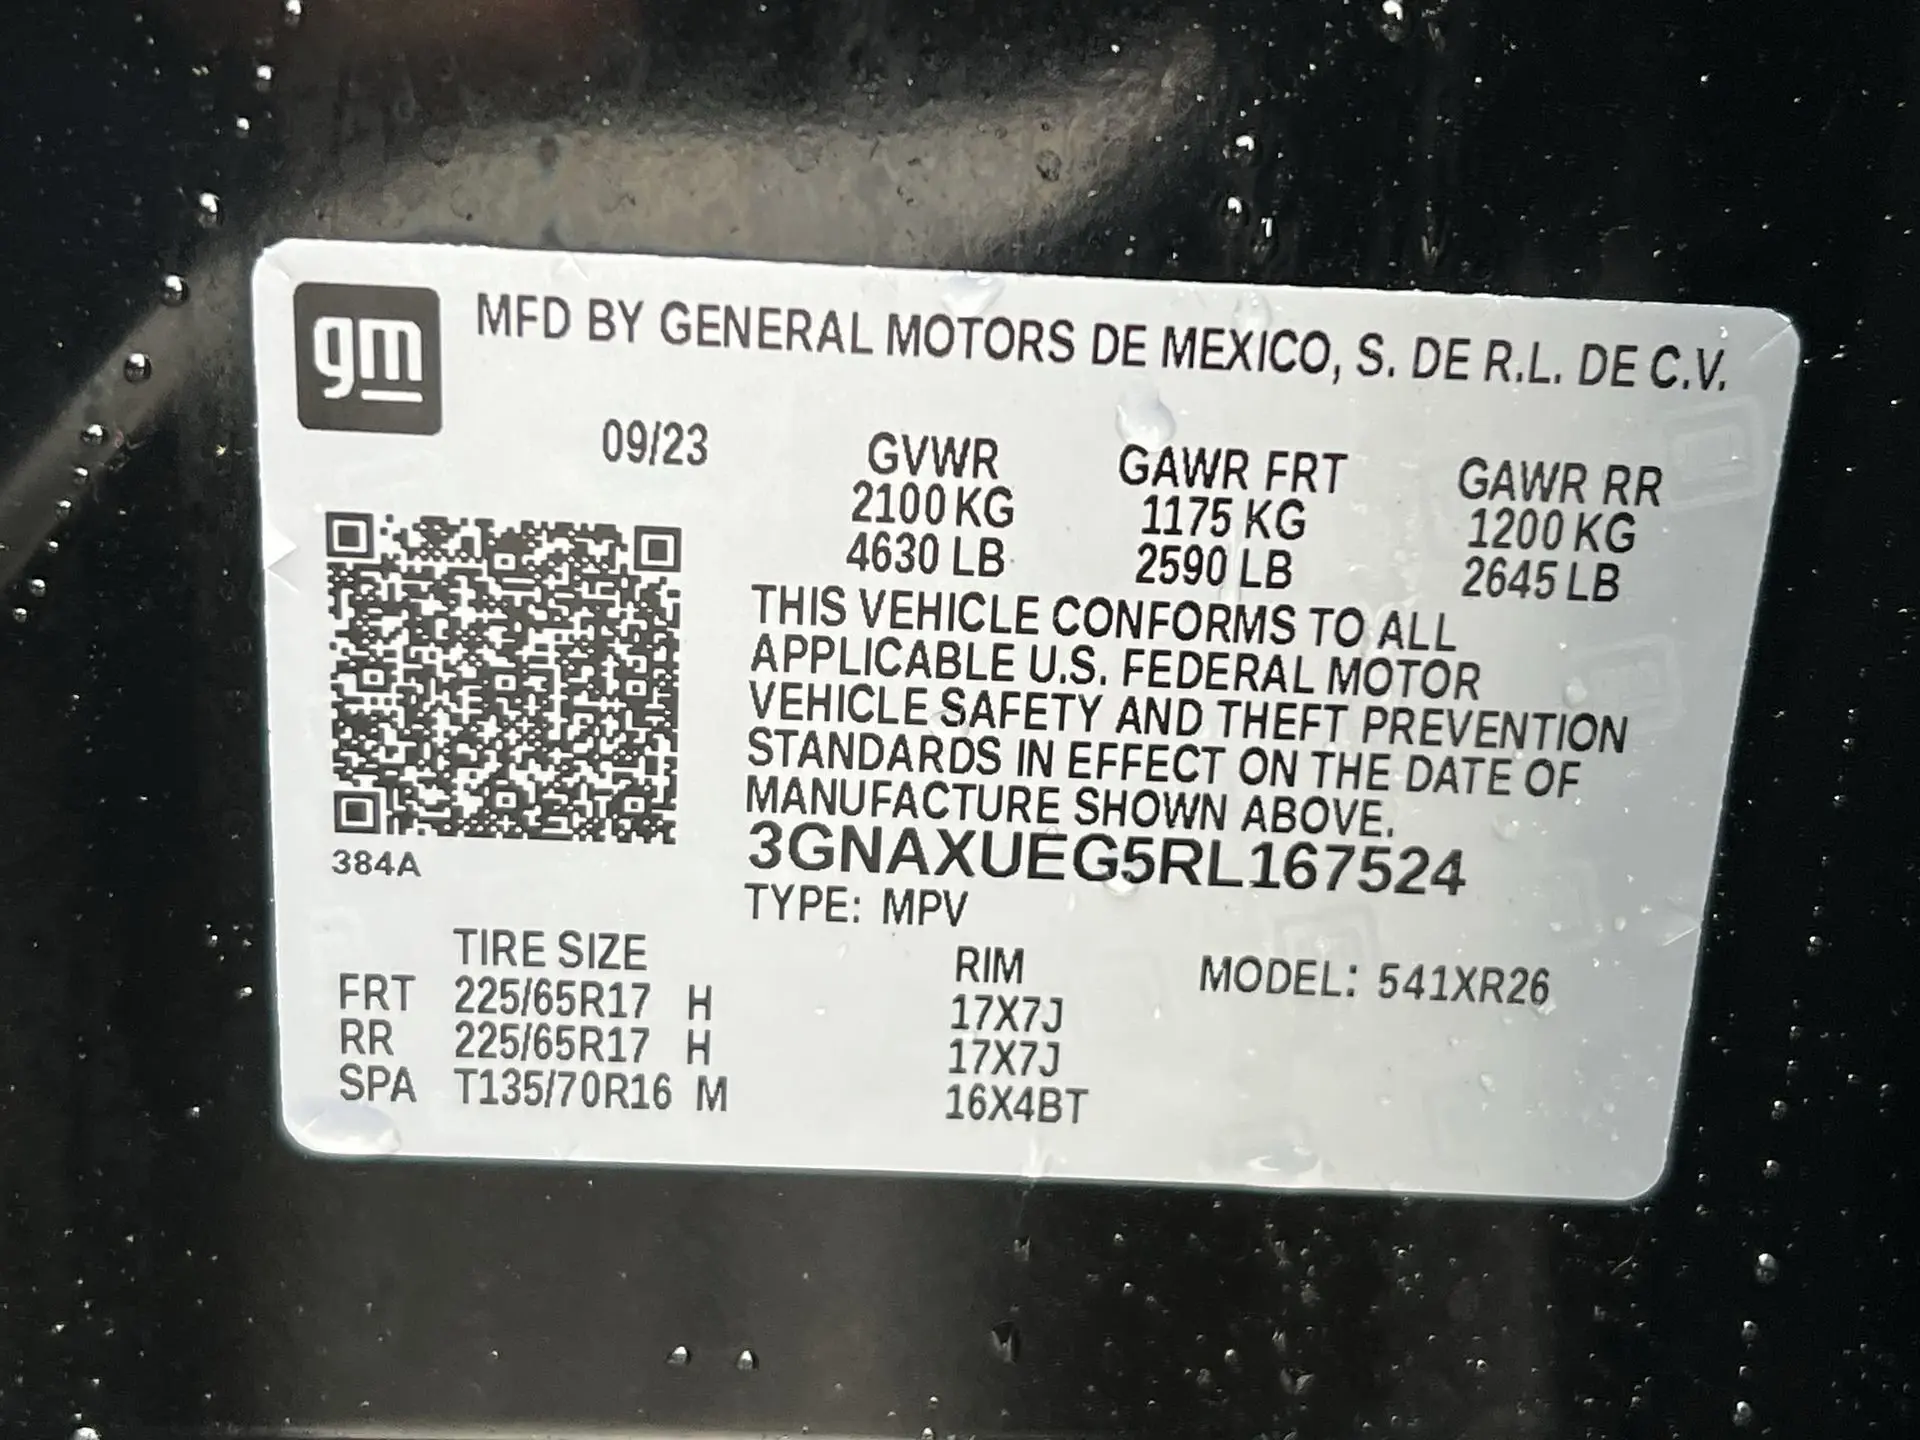 gm
MFD BY GENERAL MOTORS DE MEXICO, S. DE R.L. DE C.V.
09/23
GVWR GAWR FRT GAWR RR
2100 KG 1175 KG 1200 KG
4630 LB 2590 LB 2645 LB
THIS VEHICLE CONFORMS TO ALL
APPLICABLE U.S. FEDERAL MOTOR
VEHICLE SAFETY AND THEFT PREVENTION
STANDARDS IN EFFECT ON THE DATE OF
MANUFACTURE SHOWN ABOVE.
3GNAXUEG5RL167524
384A
TYPE: MPV
TIRE SIZE RIM MODEL: 541XR26
FRT 225/65R17 H 17X7J
RR 225/65R17 H 17X7J
SPA T135/70R16 M 16X4BT